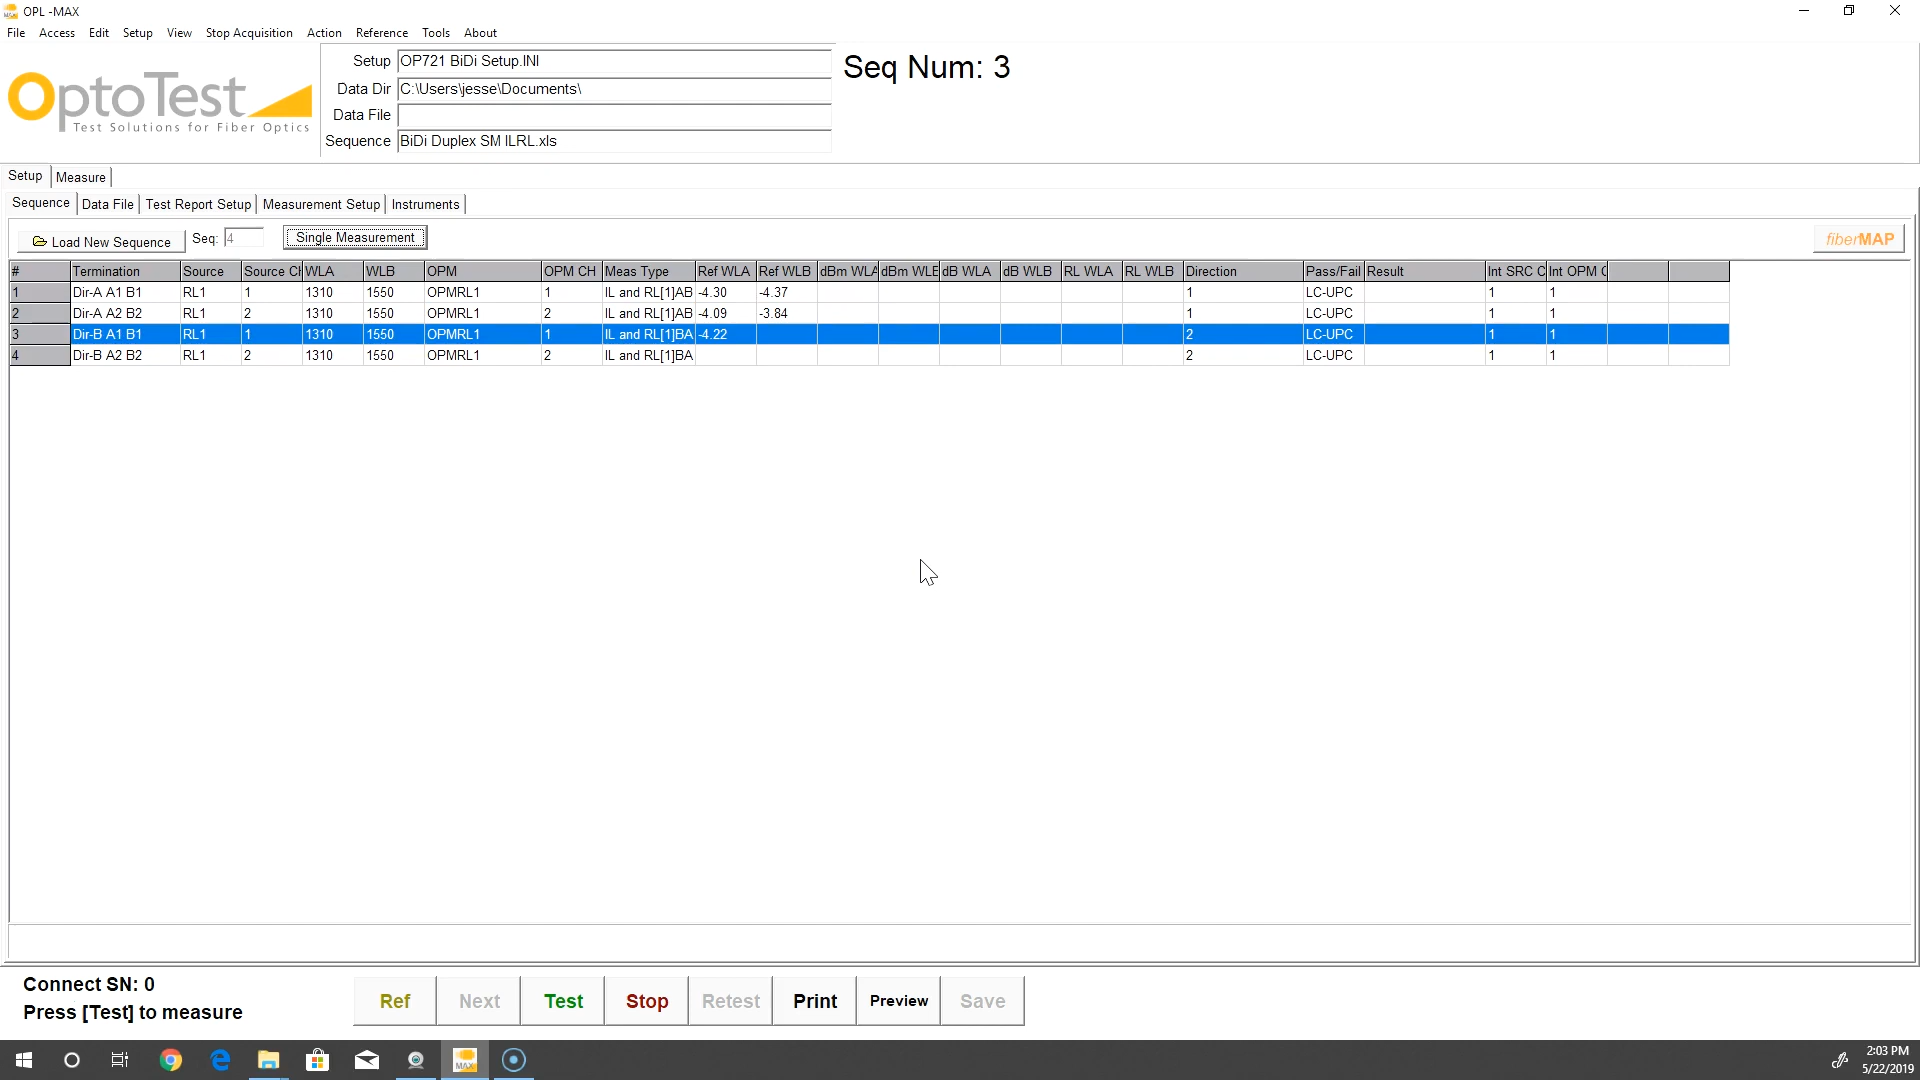 OPL -MAX
File Access Edit Setup View Stop Acquisition Action Reference Tools About
OptoTest
Test Solutions for Fiber Optics
Setup OP721 BiDi Setup.INI
Data Dir C:\Users\jesse\Documents\
Data File
Sequence BiDi Duplex SM ILRL.xls
Seq Num: 3
Setup Measure
Sequence Data File Test Report Setup Measurement Setup Instruments
Load New Sequence Seq: 4 Single Measurement fiberMAP
# Termination Source Source CH WLA WLB OPM OPM CH Meas Type Ref WLA Ref WLB dBm WLA dBm WLE dB WLA dB WLB RL WLA RL WLB Direction Pass/Fail Result Int SRC C Int OPM C
1 Dir-A A1 B1 RL1 1 1310 1550 OPMRL1 1 IL and RL[1]AB -4.30 -4.37 1 LC-UPC 1 1
2 Dir-A A2 B2 RL1 2 1310 1550 OPMRL1 2 IL and RL[1]AB -4.09 -3.84 1 LC-UPC 1 1
3 Dir-B A1 B1 RL1 1 1310 1550 OPMRL1 1 IL and RL[1]BA -4.22 2 LC-UPC 1 1
4 Dir-B A2 B2 RL1 2 1310 1550 OPMRL1 2 IL and RL[1]BA 2 LC-UPC 1 1
Connect SN: 0
Press [Test] to measure
Ref Next Test Stop Retest Print Preview Save
MAX
2:03 PM
5/22/2019